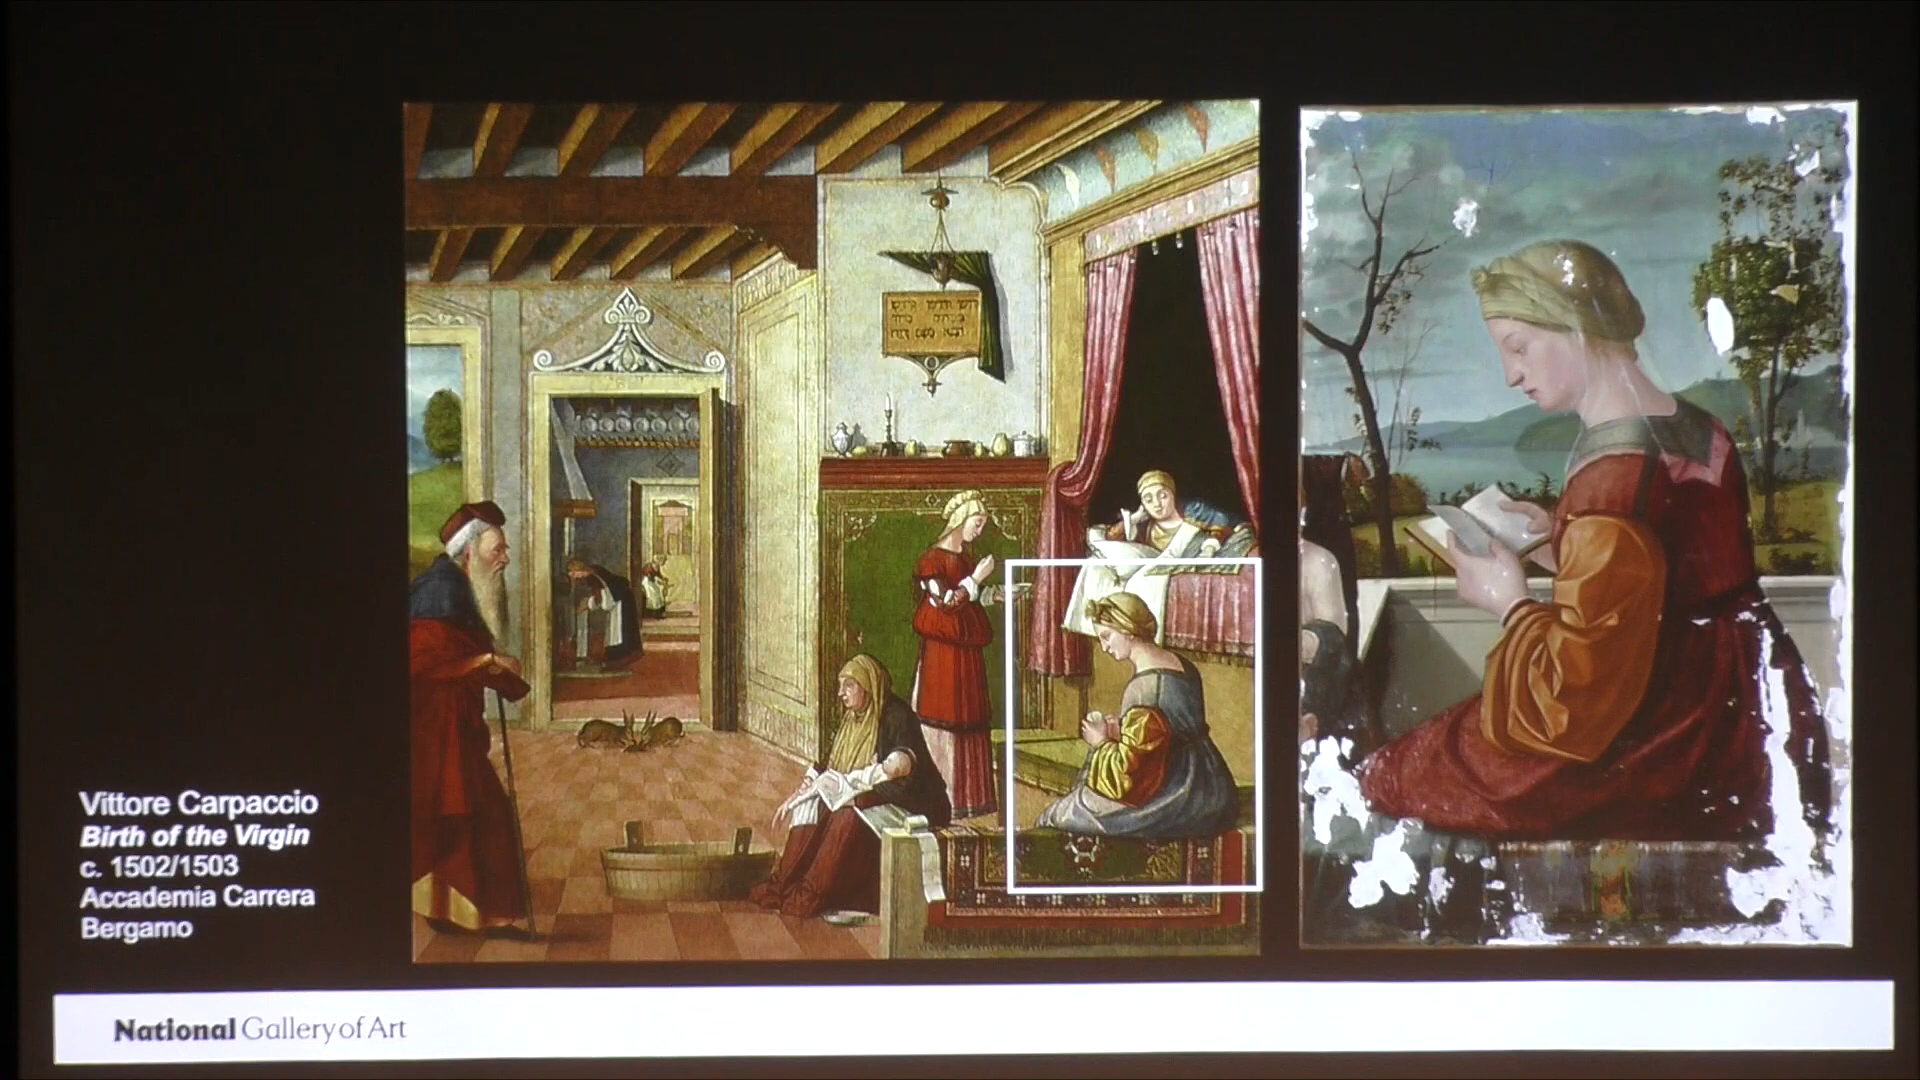 Vittore Carpaccio
Birth of the Virgin
c. 1502/1503
Accademia Carrera
Bergamo
National Gallery of Art